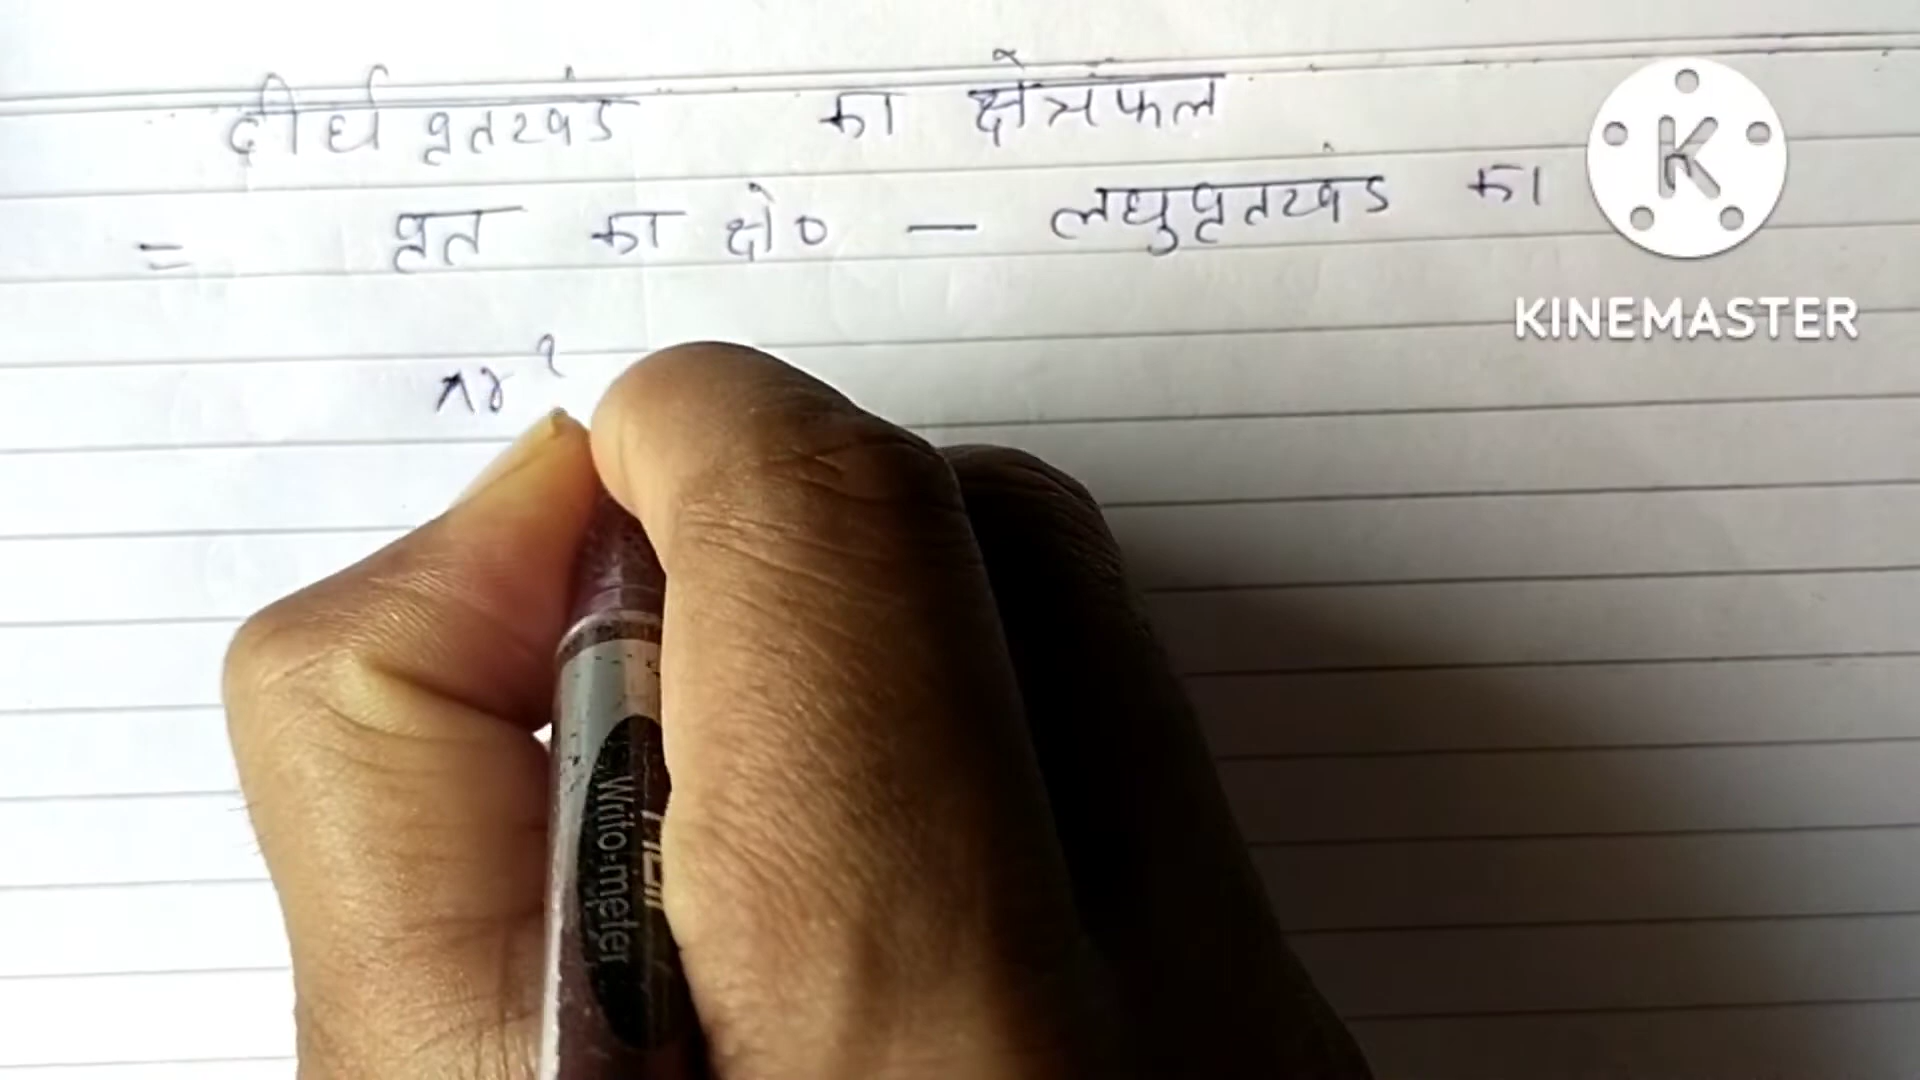 दीर्घ वृतखंड का क्षेत्रफल
= वृत का क्षे० - लघुवृतखंड का
πr²
KINEMASTER
Writo-meter